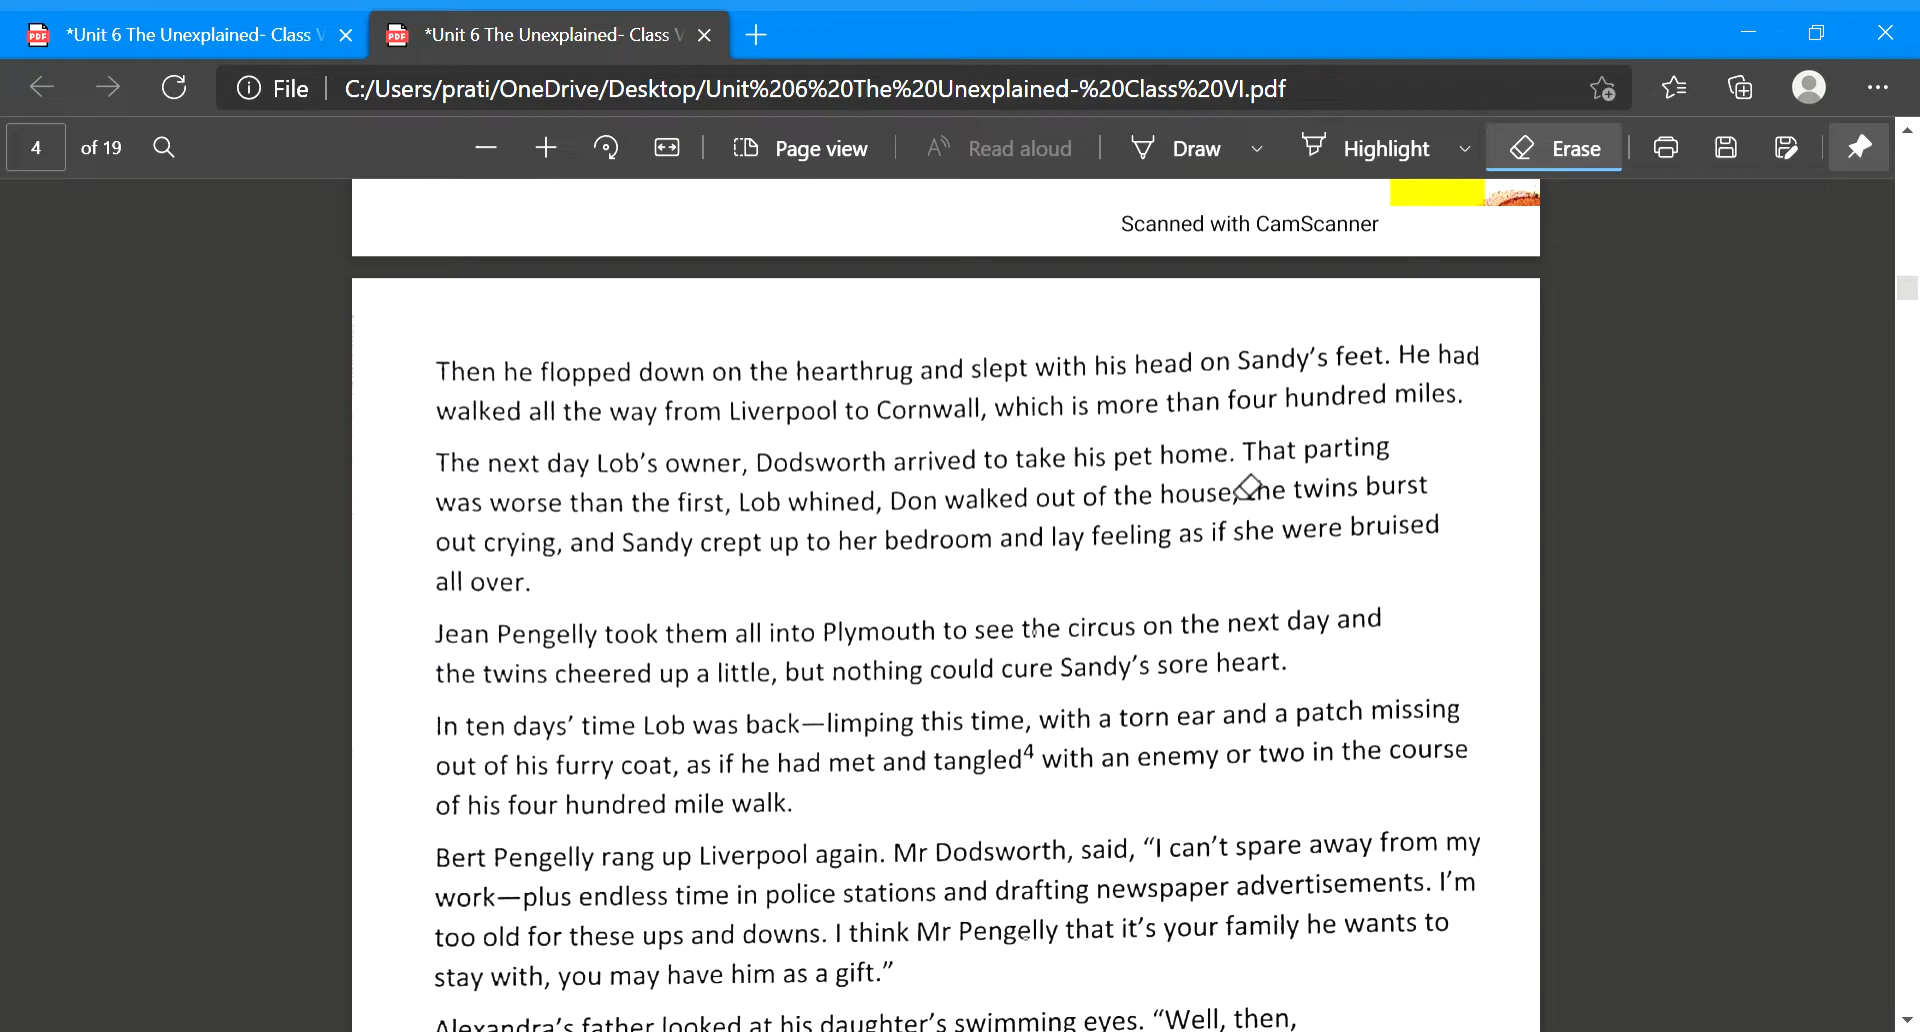 *Unit 6 The Unexplained- Class V
*Unit 6 The Unexplained- Class V
File
C:/Users/prati/OneDrive/Desktop/Unit%206%20The%20Unexplained-%20Class%20VI.pdf
4 of 19
Page view
Read aloud
Draw
Highlight
Erase
Scanned with CamScanner
Then he flopped down on the hearthrug and slept with his head on Sandy's feet. He had
walked all the way from Liverpool to Cornwall, which is more than four hundred miles.
The next day Lob's owner, Dodsworth arrived to take his pet home. That parting
was worse than the first, Lob whined, Don walked out of the house, the twins burst
out crying, and Sandy crept up to her bedroom and lay feeling as if she were bruised
all over.
Jean Pengelly took them all into Plymouth to see the circus on the next day and
the twins cheered up a little, but nothing could cure Sandy's sore heart.
In ten days' time Lob was back—limping this time, with a torn ear and a patch missing
out of his furry coat, as if he had met and tangled⁴ with an enemy or two in the course
of his four hundred mile walk.
Bert Pengelly rang up Liverpool again. Mr Dodsworth, said, “I can't spare away from my
work—plus endless time in police stations and drafting newspaper advertisements. I'm
too old for these ups and downs. I think Mr Pengelly that it's your family he wants to
stay with, you may have him as a gift.”
Alexandra's father looked at his daughter's swimming eyes. “Well, then,